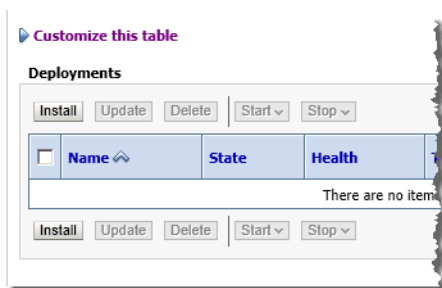 Customize this table
Deployments
Install Update Delete Start Stop
Name State Health
There are no item
Install Update Delete Start Stop